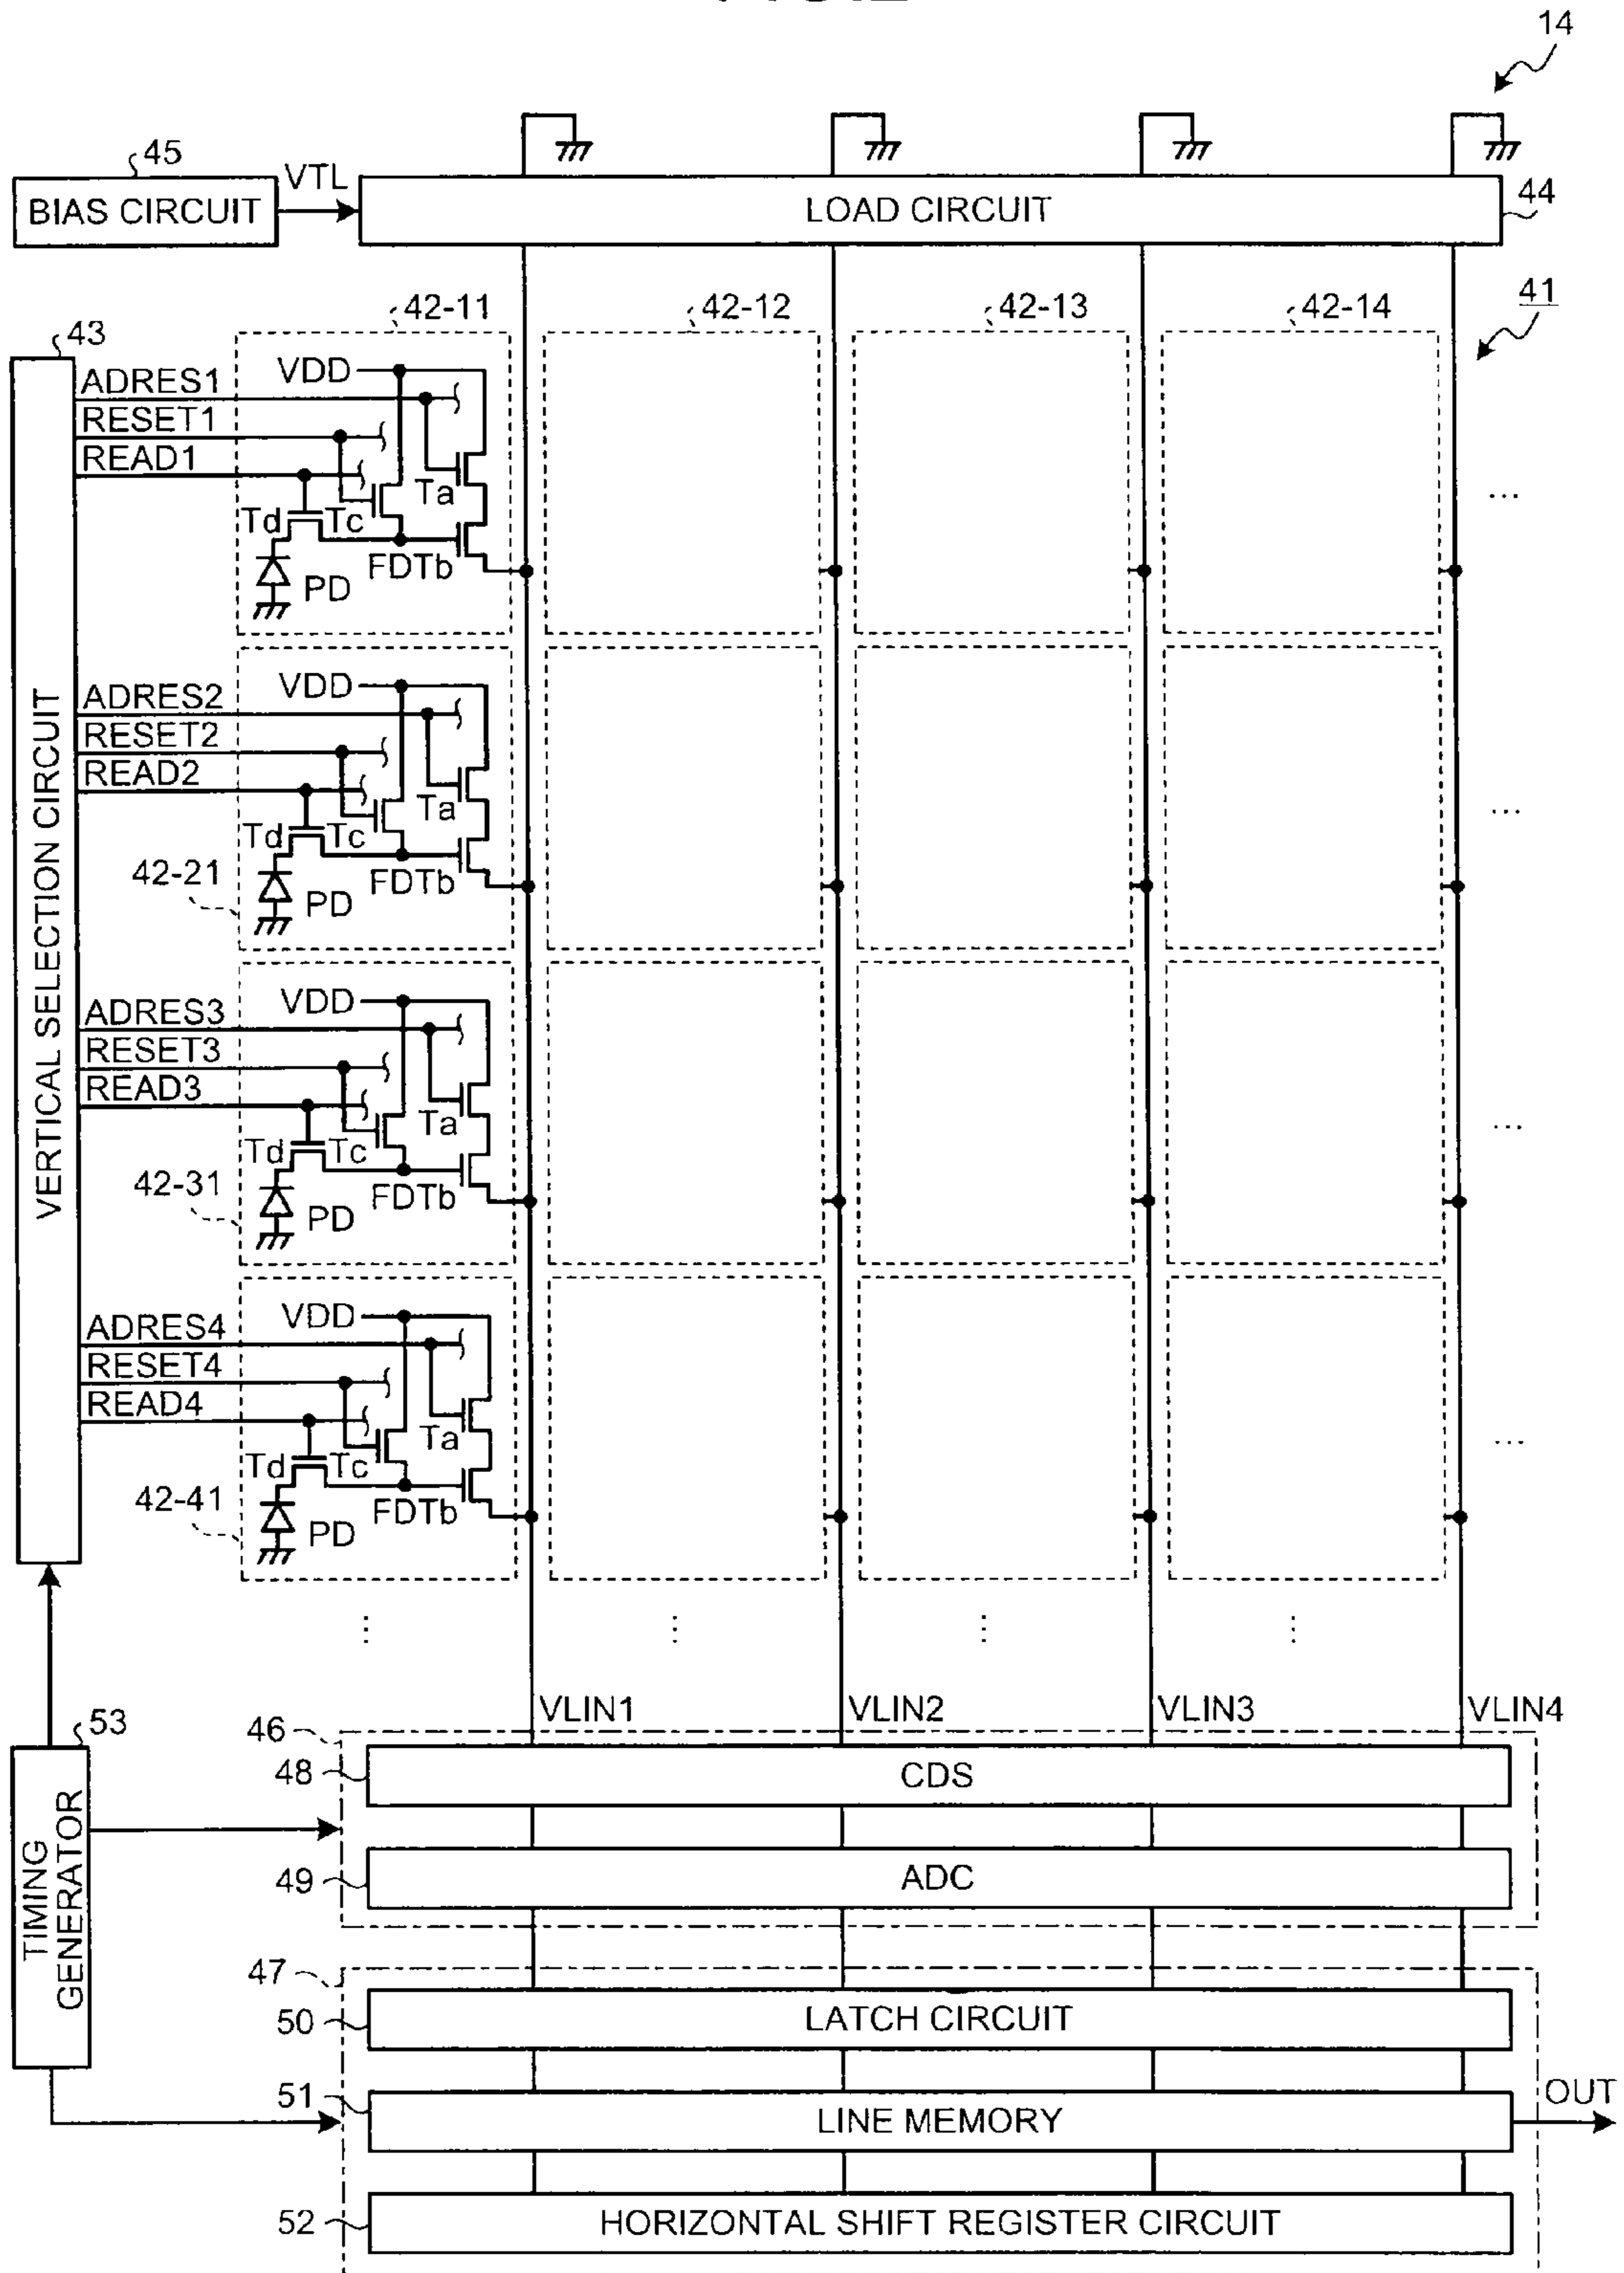 14
45
VTL
BIAS CIRCUIT
LOAD CIRCUIT
44
42-11
42-12
42-13
42-14
41
43
VERTICAL SELECTION CIRCUIT
VDD
ADRES1
RESET1
READ1
Ta
Td
Tc
FDTb
PD
...
VDD
ADRES2
RESET2
READ2
Ta
Td
Tc
42-21
FDTb
PD
...
VDD
ADRES3
RESET3
READ3
Ta
Td
Tc
42-31
FDTb
PD
...
VDD
ADRES4
RESET4
READ4
Ta
Td
Tc
42-41
FDTb
PD
...
VLIN1
VLIN2
VLIN3
VLIN4
53
TIMING
GENERATOR
46
48
CDS
49
ADC
47
50
LATCH CIRCUIT
51
LINE MEMORY
OUT
52
HORIZONTAL SHIFT REGISTER CIRCUIT